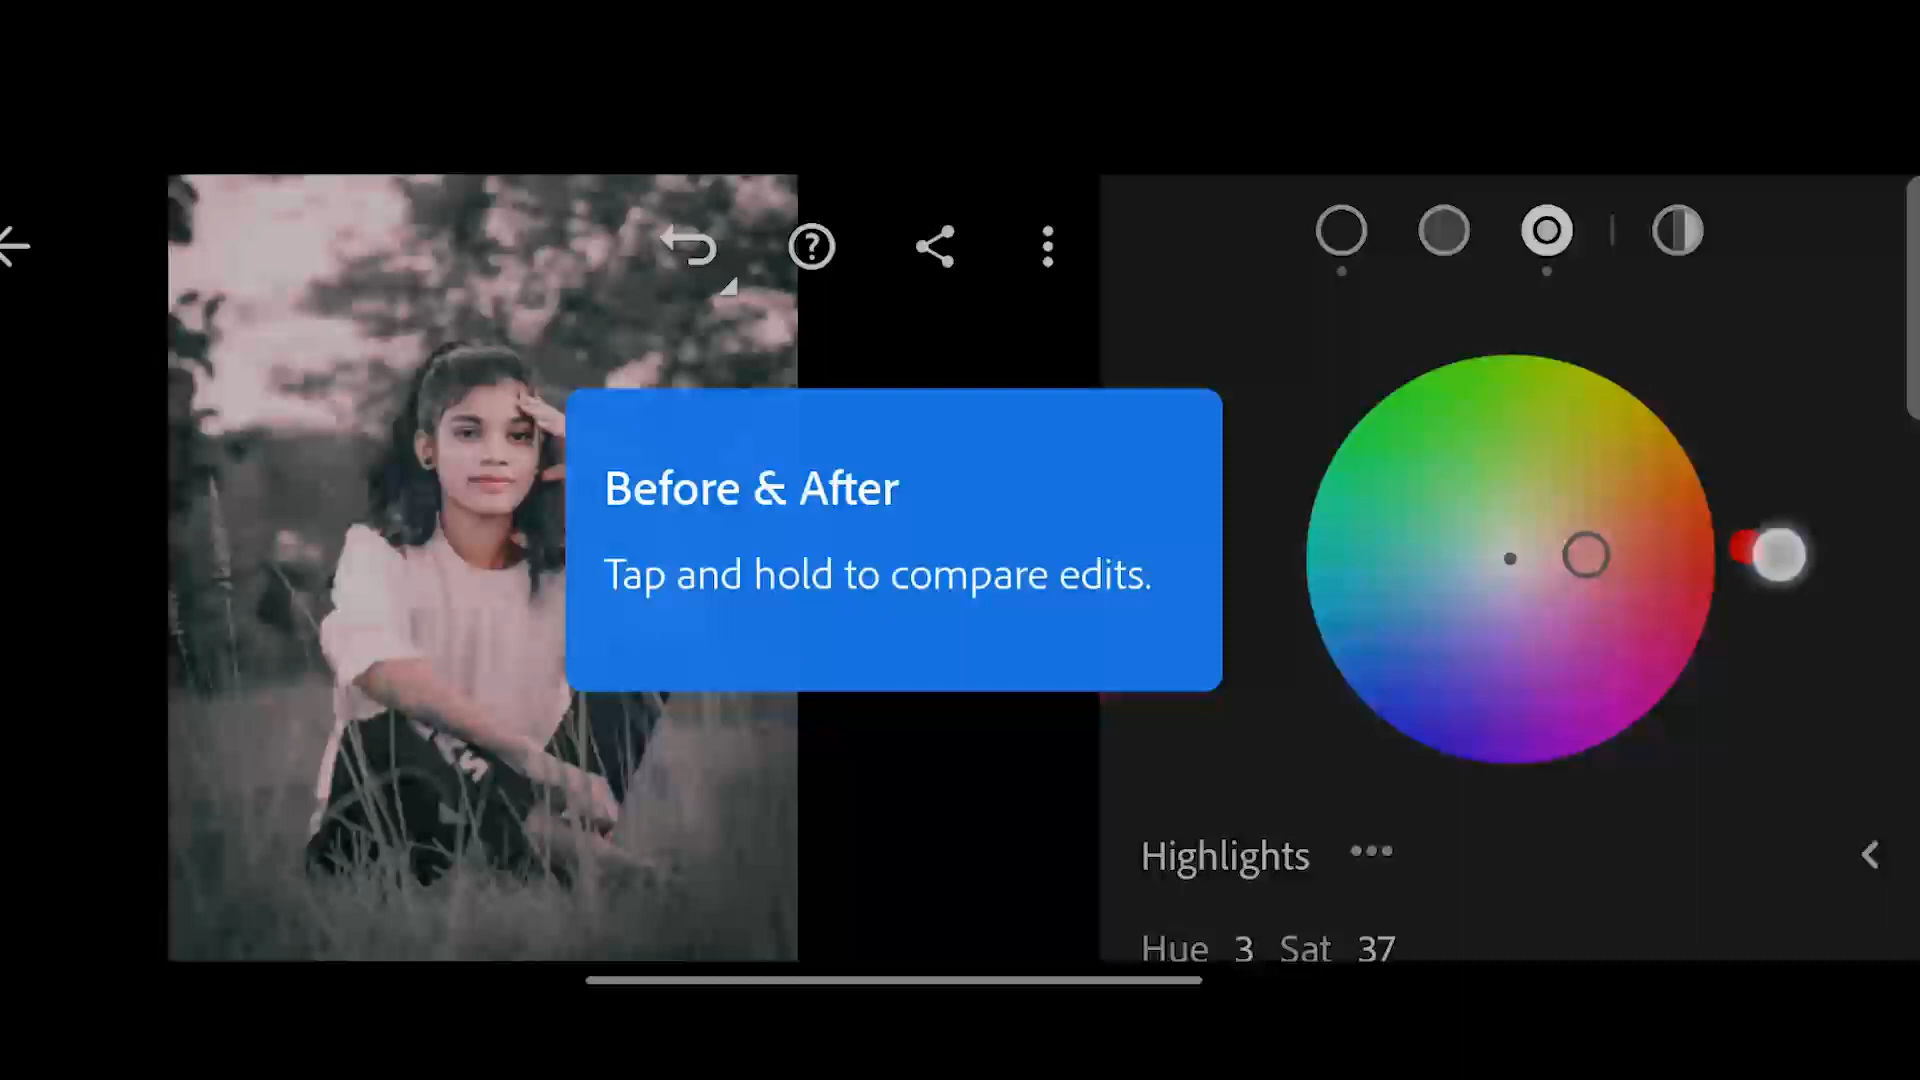 Before & After
Tap and hold to compare edits.
Highlights
Hue 3 Sat 37